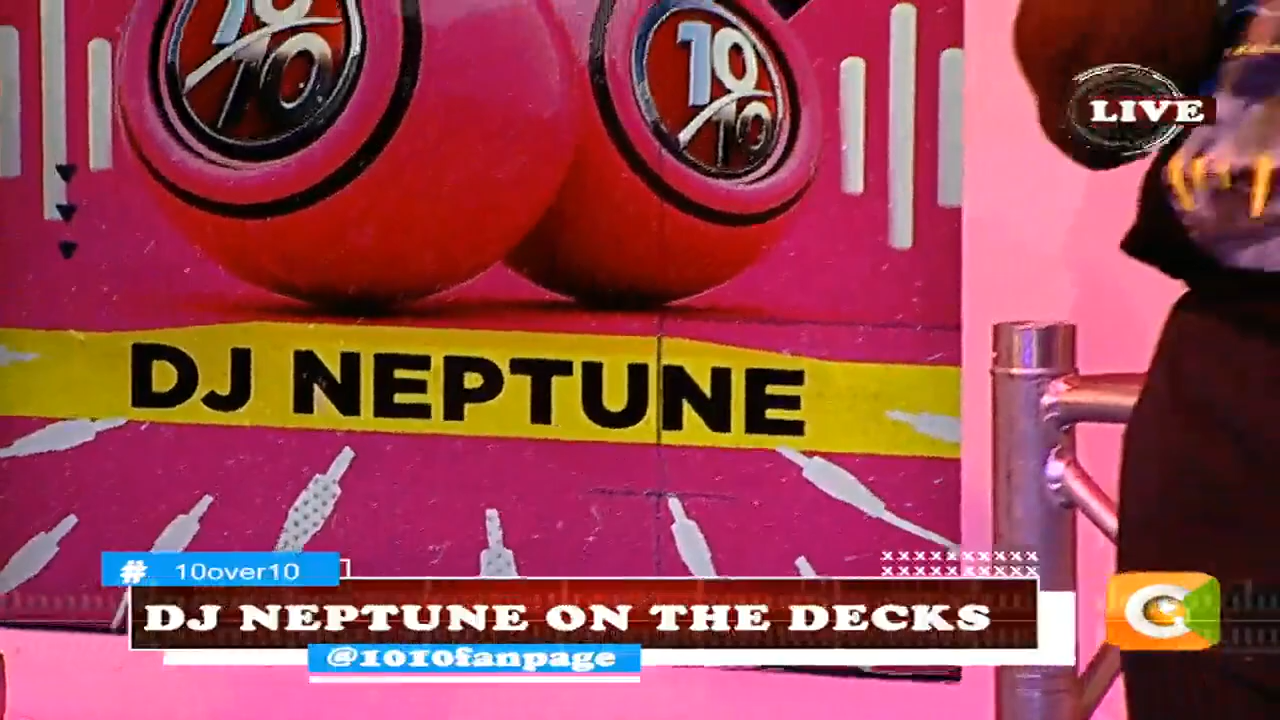 10
10
10
10
LIVE
DJ NEPTUNE
# 10over10
DJ NEPTUNE ON THE DECKS
@1010fanpage